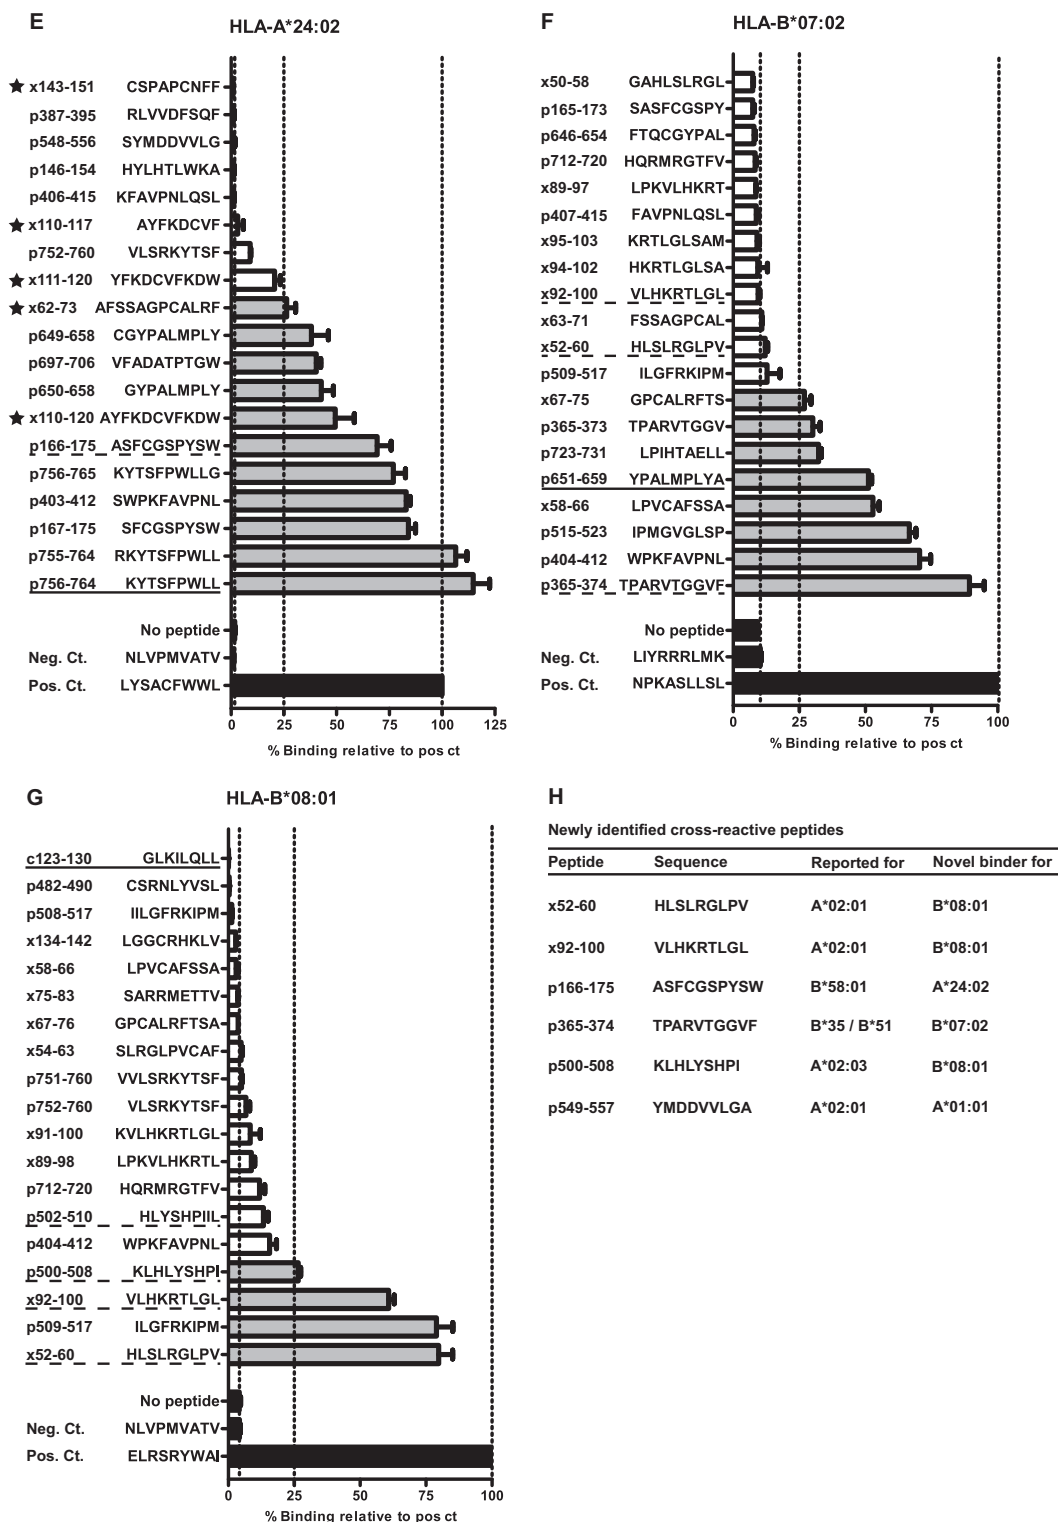 E
HLA-A*24:02
★ x143-151 CSPAPCNFF
p387-395 RLVVDFSQF
p548-556 SYMDDVVLG
p146-154 HYLHTLWKA
p406-415 KFAVPNLQSL
★ x110-117 AYFKDCVF
p752-760 VLSRKYTSF
★ x111-120 YFKDCVFKDW
★ x62-73 AFSSAGPCALRF
p649-658 CGYPALMPLY
p697-706 VFADATPTGW
p650-658 GYPALMPLY
★ x110-120 AYFKDCVFKDW
p166-175 ASFCGSPYSW
p756-765 KYTSFPWLLG
p403-412 SWPKFAVPNL
p167-175 SFCGSPYSW
p755-764 RKYTSFPWLL
p756-764 KYTSFPWLL
No peptide
Neg. Ct. NLVPMVATV
Pos. Ct. LYSACFWWL
0 25 50 75 100 125
% Binding relative to pos ct
F
HLA-B*07:02
x50-58 GAHLSLRGL
p165-173 SASFCGSPY
p646-654 FTQCGYPAL
p712-720 HQRMRGTFV
x89-97 LPKVLHKRT
p407-415 FAVPNLQSL
x95-103 KRTLGLSAM
x94-102 HKRTLGLSA
x92-100 VLHKRTLGL
x63-71 FSSAGPCAL
x52-60 HLSLRGLPV
p509-517 ILGFRKIPM
x67-75 GPCALRFTS
p365-373 TPARVTGGV
p723-731 LPIHTAELL
p651-659 YPALMPLYA
x58-66 LPVCAFSSA
p515-523 IPMGVGLSP
p404-412 WPKFAVPNL
p365-374 TPARVTGGVF
No peptide
Neg. Ct. LIYRRRLMK
Pos. Ct. NPKASLLSL
0 25 50 75 100
% Binding relative to pos ct
G
HLA-B*08:01
c123-130 GLKILQLL
p482-490 CSRNLYVSL
p508-517 IILGFRKIPM
x134-142 LGGCRHKLV
x58-66 LPVCAFSSA
x75-83 SARRMETTV
x67-76 GPCALRFTSA
x54-63 SLRGLPVCAF
p751-760 VVLSRKYTSF
p752-760 VLSRKYTSF
x91-100 KVLHKRTLGL
x89-98 LPKVLHKRTL
p712-720 HQRMRGTFV
p502-510 HLYSHPIIL
p404-412 WPKFAVPNL
p500-508 KLHLYSHPI
x92-100 VLHKRTLGL
p509-517 ILGFRKIPM
x52-60 HLSLRGLPV
No peptide
Neg. Ct. NLVPMVATV
Pos. Ct. ELRSRYWAI
0 25 50 75 100
% Binding relative to pos ct
H
Newly identified cross-reactive peptides
Peptide Sequence Reported for Novel binder for
x52-60 HLSLRGLPV A*02:01 B*08:01
x92-100 VLHKRTLGL A*02:01 B*08:01
p166-175 ASFCGSPYSW B*58:01 A*24:02
p365-374 TPARVTGGVF B*35 / B*51 B*07:02
p500-508 KLHLYSHPI A*02:03 B*08:01
p549-557 YMDDVVLGA A*02:01 A*01:01